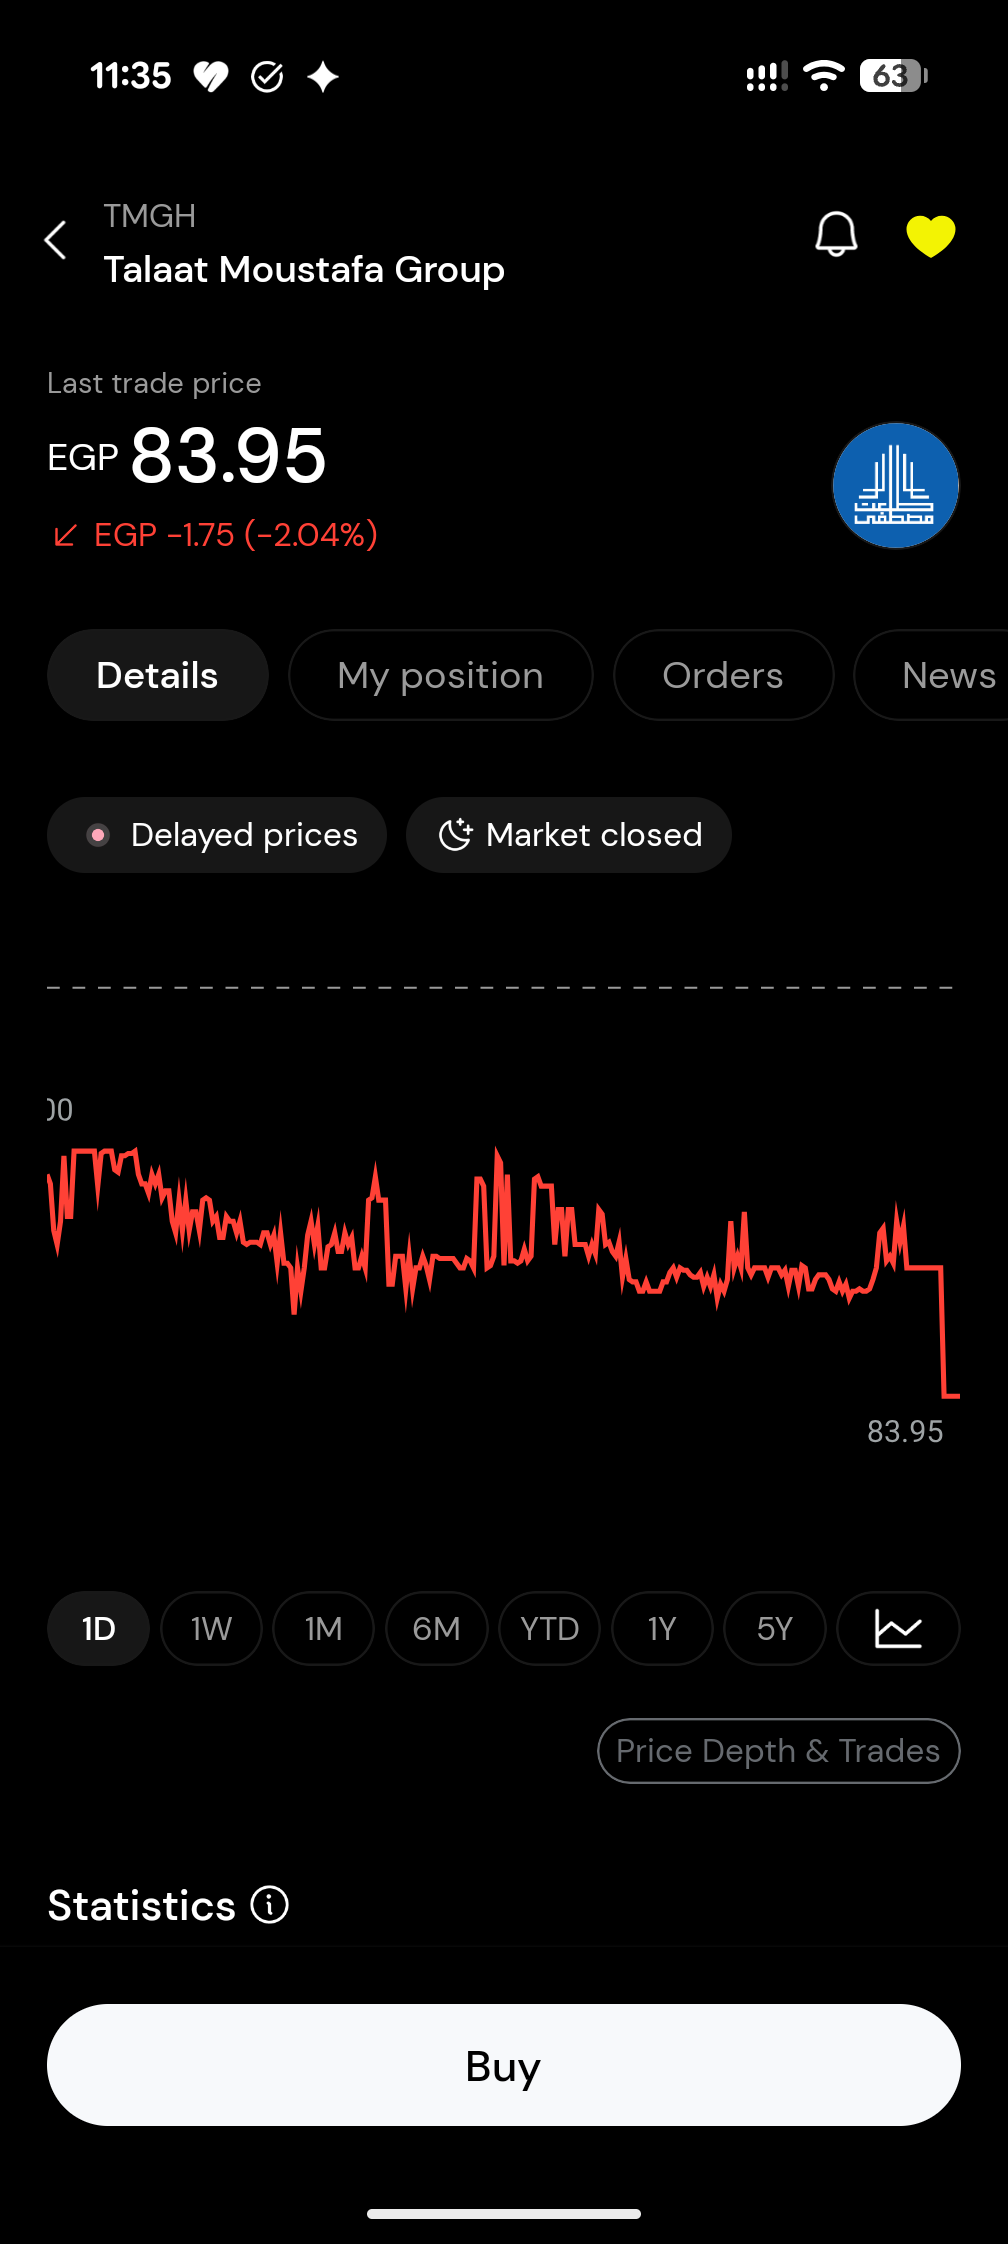 11:35
63
TMGH
Talaat Moustafa Group
Last trade price
EGP 83.95
EGP -1.75 (-2.04%)
Details
My position
Orders
News
Delayed prices
Market closed
00
83.95
1D
1W
1M
6M
YTD
1Y
5Y
Price Depth & Trades
Statistics
Buy